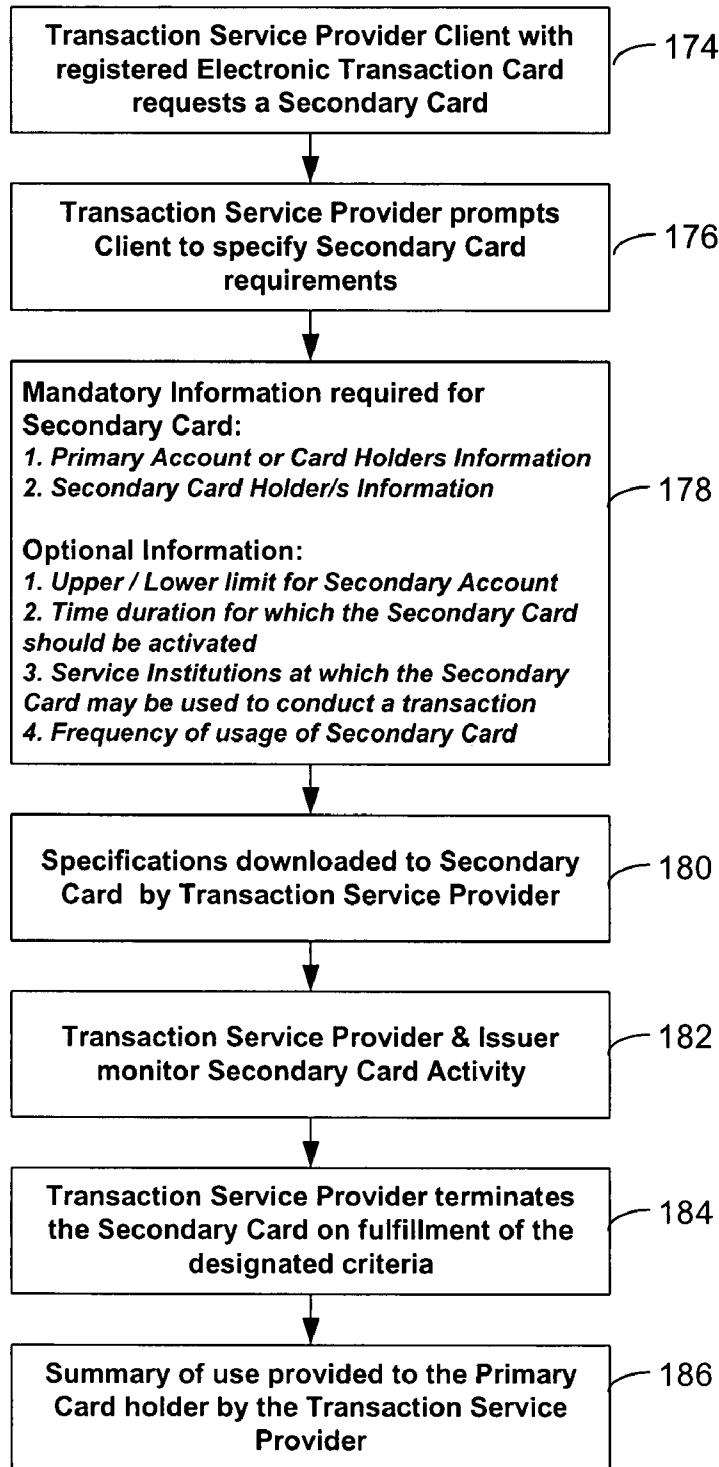 Transaction Service Provider Client with
registered Electronic Transaction Card
requests a Secondary Card
174
Transaction Service Provider prompts
Client to specify Secondary Card
requirements
176
Mandatory Information required for
Secondary Card:
1. Primary Account or Card Holders Information
2. Secondary Card Holder/s Information
Optional Information:
1. Upper / Lower limit for Secondary Account
2. Time duration for which the Secondary Card
should be activated
3. Service Institutions at which the Secondary
Card may be used to conduct a transaction
4. Frequency of usage of Secondary Card
178
Specifications downloaded to Secondary
Card by Transaction Service Provider
180
Transaction Service Provider & Issuer
monitor Secondary Card Activity
182
Transaction Service Provider terminates
the Secondary Card on fulfillment of the
designated criteria
184
Summary of use provided to the Primary
Card holder by the Transaction Service
Provider
186